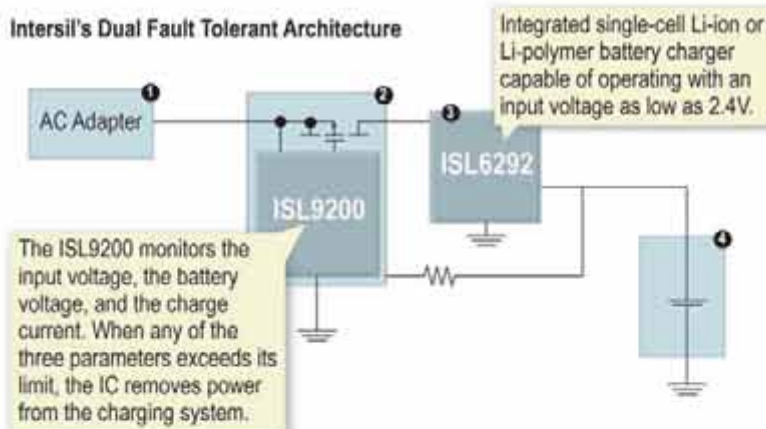 Intersil's Dual Fault Tolerant Architecture
Integrated single-cell Li-ion or
Li-polymer battery charger
capable of operating with an
input voltage as low as 2.4V.
1
AC Adapter
2
3
ISL6292
ISL9200
The ISL9200 monitors the
input voltage, the battery
voltage, and the charge
current. When any of the
three parameters exceeds its
limit, the IC removes power
from the charging system.
4